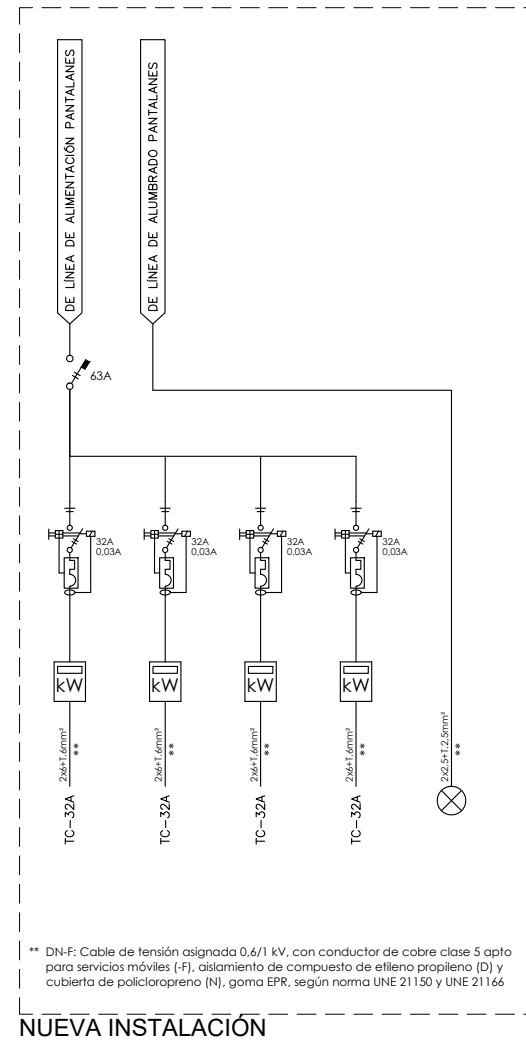 DE LÍNEA DE ALIMENTACIÓN PANTALANES
DE LÍNEA DE ALUMBRADO PANTALANES
63A
32A
0,03A
32A
0,03A
32A
0,03A
32A
0,03A
kW
kW
kW
kW
2x6+T.6mm²
**
2x6+T.6mm²
**
2x6+T.6mm²
**
2x6+T.6mm²
**
2x2,5+T.2,5mm²
**
TC-32A
TC-32A
TC-32A
TC-32A
** DN-F: Cable de tensión asignada 0,6/1 kV, con conductor de cobre clase 5 apto
para servicios móviles (-F), aislamiento de compuesto de etileno propileno (D) y
cubierta de policloropreno (N), goma EPR, según norma UNE 21150 y UNE 21166
NUEVA INSTALACIÓN